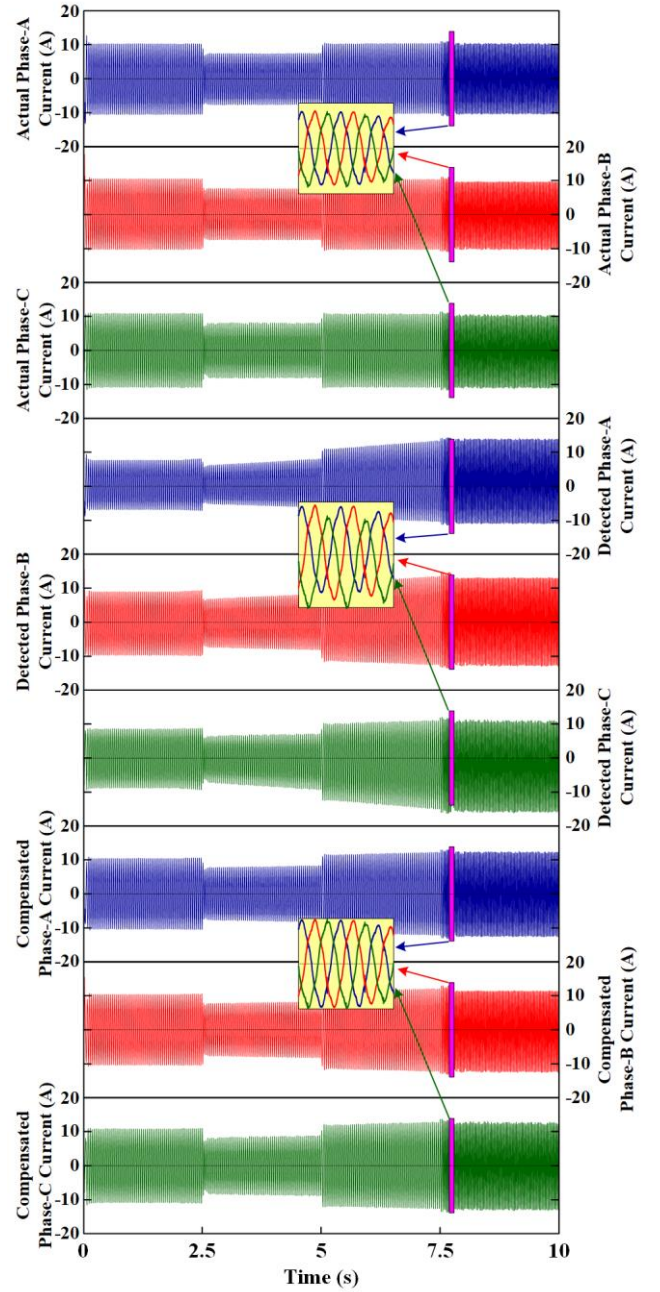 20
10
0
-10
-20
Actual Phase-A
Current (A)
20
10
0
-10
-20
Actual Phase-B
Current (A)
20
10
0
-10
-20
Actual Phase-C
Current (A)
20
10
0
-10
-20
Detected Phase-A
Current (A)
20
10
0
-10
-20
Detected Phase-B
Current (A)
20
10
0
-10
-20
Detected Phase-C
Current (A)
20
10
0
-10
-20
Compensated
Phase-A Current (A)
20
10
0
-10
-20
Compensated
Phase-B Current (A)
20
10
0
-10
-20
Compensated
Phase-C Current (A)
0 2.5 5 7.5 10
Time (s)